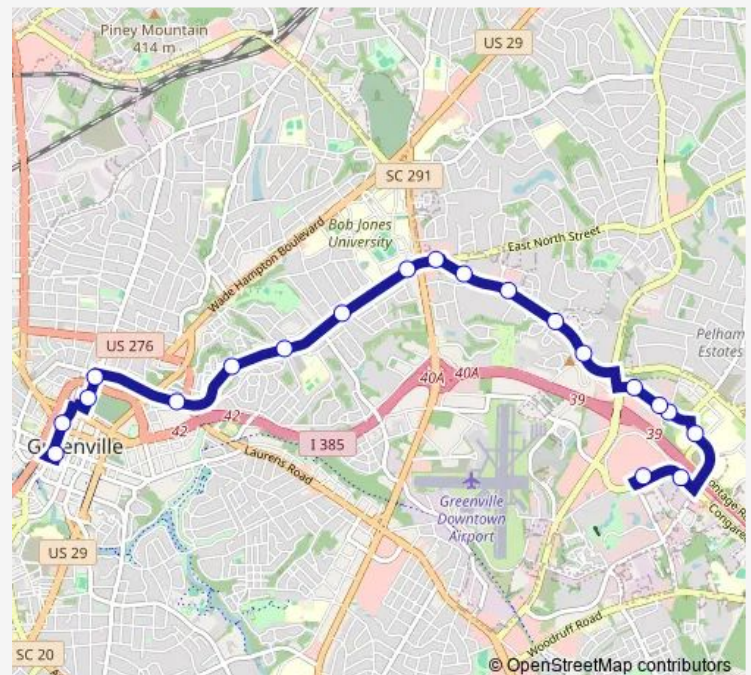 Piney Mountain
414 m
US 29
SC 291
Bob Jones
University
East North Street
Wade Hampton Boulevard
US 276
Pelham
Estates
40A
40A
39
42
42
39
Greenville
I 385
Laurens Road
Greenville
Downtown
Airport
ontage R
Congaree
US 29
Woodruff Road
SC 20
© OpenStreetMap contributors